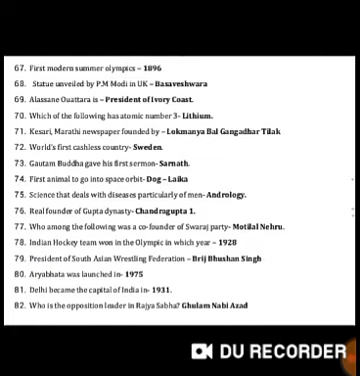 67. First modern summer olympics – 1896
68. Statue unveiled by P.M Modi in UK – Basaveshwara
69. Alassane Ouattara is – President of Ivory Coast.
70. Which of the following has atomic number 3- Lithium.
71. Kesari, Marathi newspaper founded by – Lokmanya Bal Gangadhar Tilak
72. World's first cashless country- Sweden.
73. Gautam Buddha gave his first sermon- Sarnath.
74. First animal to go into space orbit- Dog – Laika
75. Science that deals with diseases particularly of men- Andrology.
76. Real founder of Gupta dynasty- Chandragupta 1.
77. Who among the following was a co-founder of Swaraj party- Motilal Nehru.
78. Indian Hockey team won in the Olympic in which year – 1928
79. President of South Asian Wrestling Federation – Brij Bhushan Singh
80. Aryabhata was launched in- 1975
81. Delhi became the capital of India in- 1931.
82. Who is the opposition leader in Rajya Sabha? Ghulam Nabi Azad
DU RECORDER